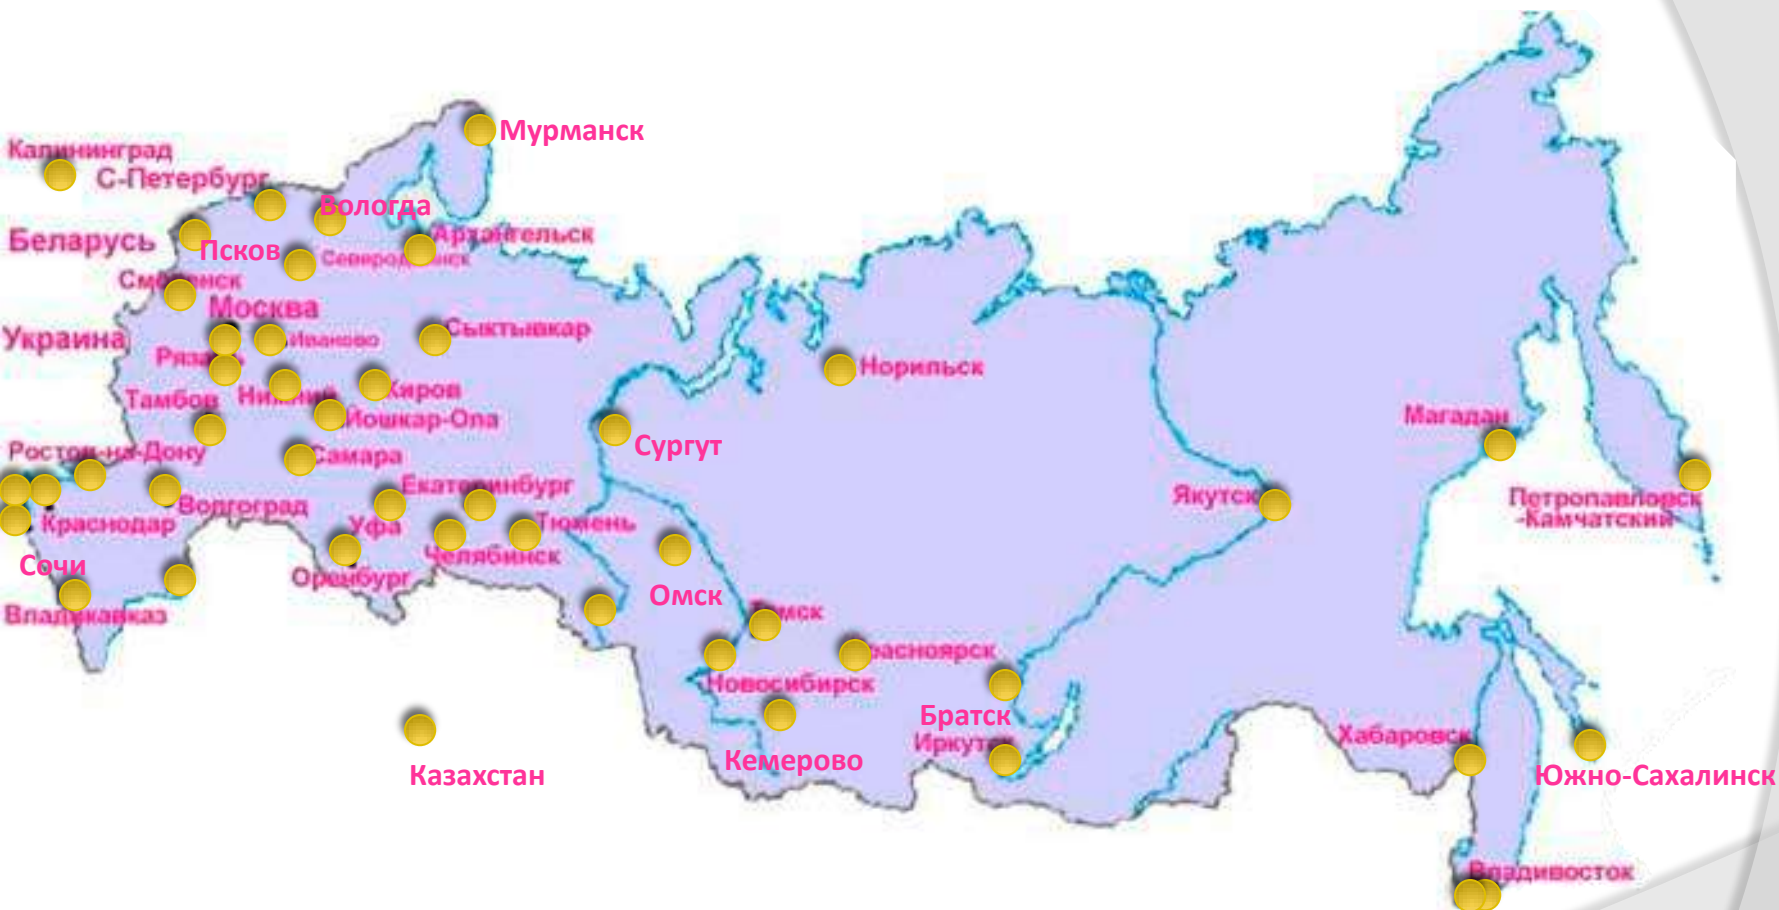 Мурманск
Калининград
С-Петербург
Вологда
Беларусь
Псков
Архангельск
Северодвинск
Смоленск
Москва
Украина
Иваново
Сыктывкар
Рязань
Норильск
Тамбов
Нижний
Киров
Йошкар-Ола
Магадан
Ростов-на-Дону
Самара
Сургут
Екатеринбург
Якутск
Петропавловск
-Камчатский
Волгоград
Краснодар
Уфа
Тюмень
Челябинск
Сочи
Оренбург
Омск
Владикавказ
Томск
Красноярск
Новосибирск
Братск
Иркутск
Хабаровск
Кемерово
Казахстан
Южно-Сахалинск
Владивосток